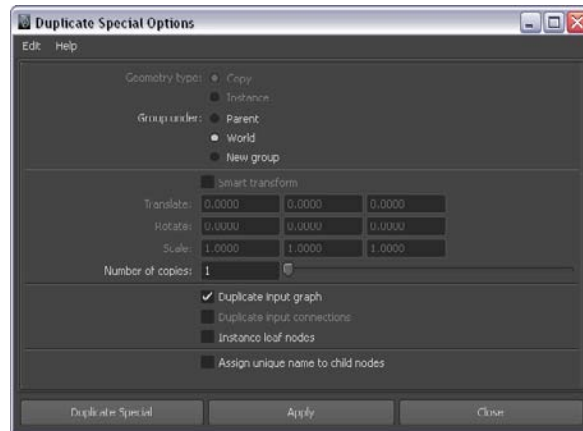 Duplicate Special Options
Edit Help
Geometry type: Copy
Instance
Group under: Parent
World
New group
Smart transform
Translate: 0.0000 0.0000 0.0000
Rotate: 0.0000 0.0000 0.0000
Scale: 1.0000 1.0000 1.0000
Number of copies: 1
Duplicate input graph
Duplicate input connections
Instance leaf nodes
Assign unique name to child nodes
Duplicate Special Apply Close